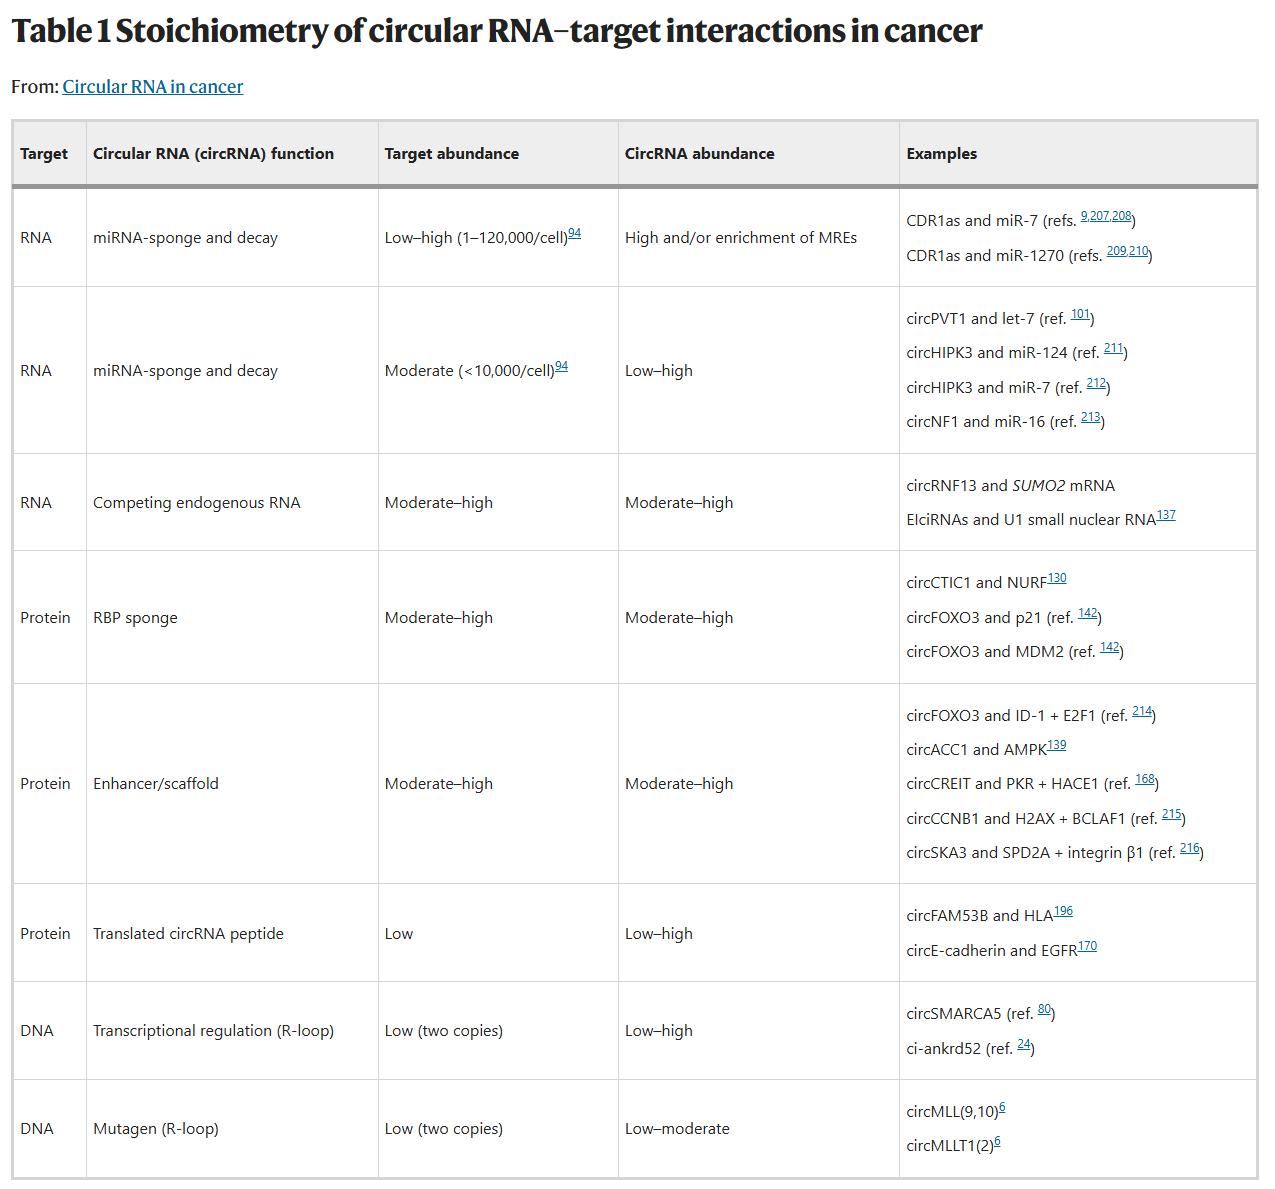 Table 1 Stoichiometry of circular RNA–target interactions in cancer
From: Circular RNA in cancer
Target Circular RNA (circRNA) function Target abundance CircRNA abundance Examples
RNA miRNA-sponge and decay Low–high (1–120,000/cell)94 High and/or enrichment of MREs CDR1as and miR-7 (refs. 9,207,208)
CDR1as and miR-1270 (refs. 209,210)
RNA miRNA-sponge and decay Moderate (<10,000/cell)94 Low–high circPVT1 and let-7 (ref. 101)
circHIPK3 and miR-124 (ref. 211)
circHIPK3 and miR-7 (ref. 212)
circNF1 and miR-16 (ref. 213)
RNA Competing endogenous RNA Moderate–high Moderate–high circRNF13 and SUMO2 mRNA
EIciRNAs and U1 small nuclear RNA137
Protein RBP sponge Moderate–high Moderate–high circCTIC1 and NURF130
circFOXO3 and p21 (ref. 142)
circFOXO3 and MDM2 (ref. 142)
Protein Enhancer/scaffold Moderate–high Moderate–high circFOXO3 and ID-1 + E2F1 (ref. 214)
circACC1 and AMPK139
circCREIT and PKR + HACE1 (ref. 168)
circCCNB1 and H2AX + BCLAF1 (ref. 215)
circSKA3 and SPD2A + integrin β1 (ref. 216)
Protein Translated circRNA peptide Low Low–high circFAM53B and HLA196
circE-cadherin and EGFR170
DNA Transcriptional regulation (R-loop) Low (two copies) Low–high circSMARCA5 (ref. 80)
ci-ankrd52 (ref. 24)
DNA Mutagen (R-loop) Low (two copies) Low–moderate circMLL(9,10)6
circMLLT1(2)6